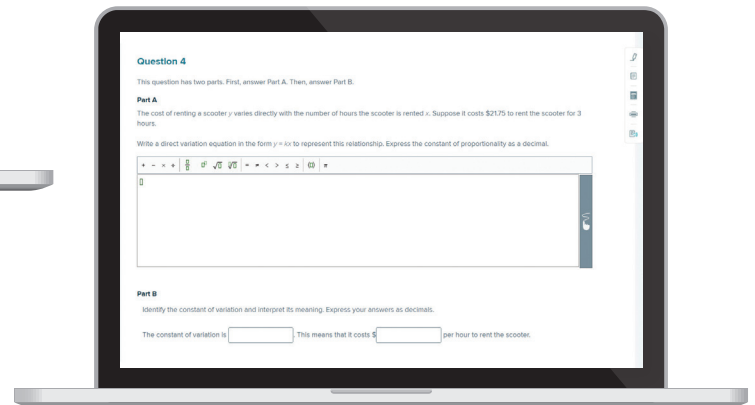 Question 4
This question has two parts. First, answer Part A. Then, answer Part B.
Part A
The cost of renting a scooter y varies directly with the number of hours the scooter is rented x. Suppose it costs $21.75 to rent the scooter for 3
hours.
Write a direct variation equation in the form y = kx to represent this relationship. Express the constant of proportionality as a decimal.
Part B
Identify the constant of variation and interpret its meaning. Express your answers as decimals.
The constant of variation is . This means that it costs $ per hour to rent the scooter.